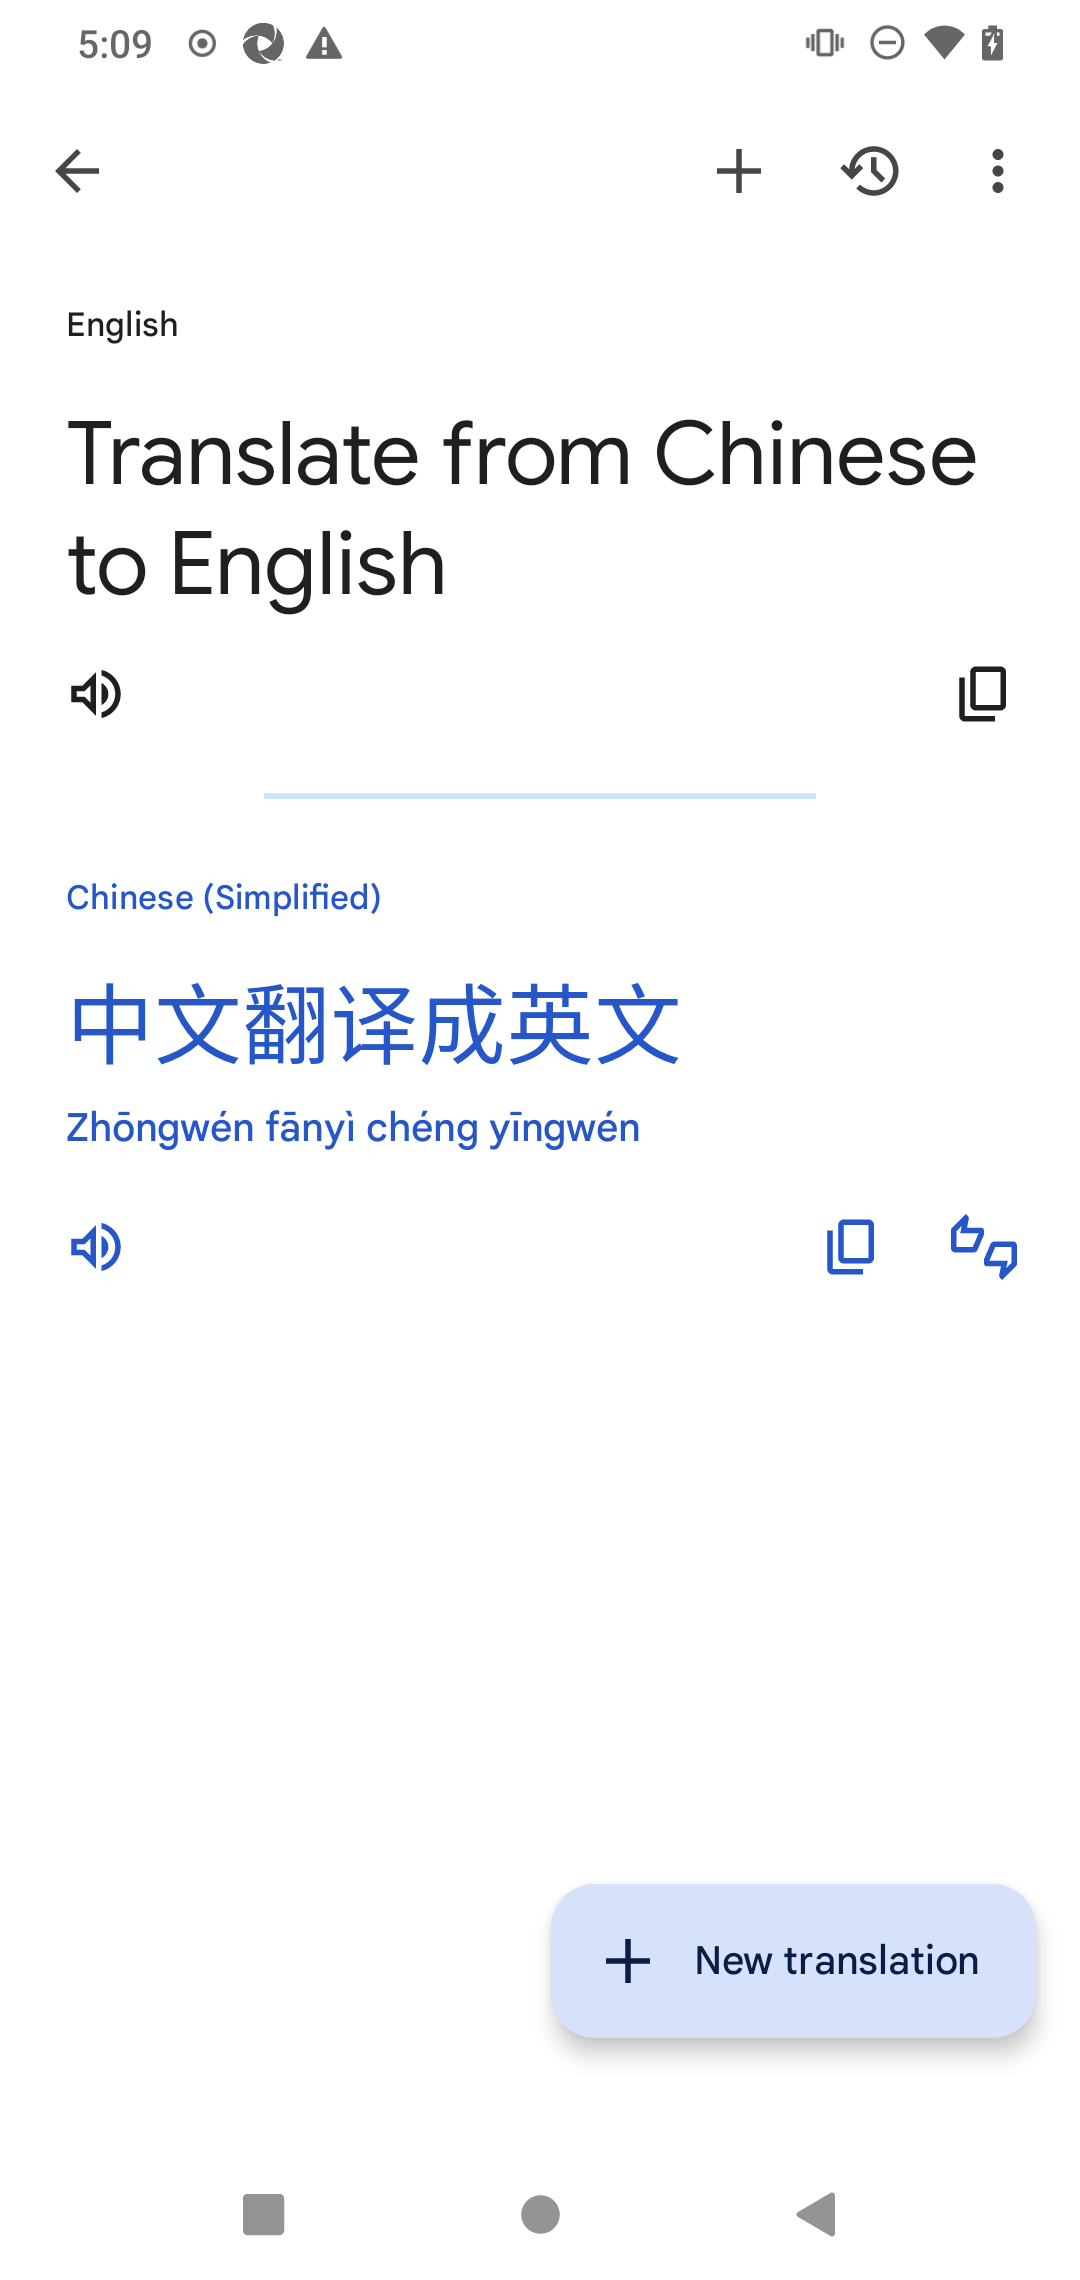 5:09
English
Translate from Chinese
to English
Chinese (Simplified)
中文翻译成英文
Zhōngwén fānyì chéng yīngwén
New translation